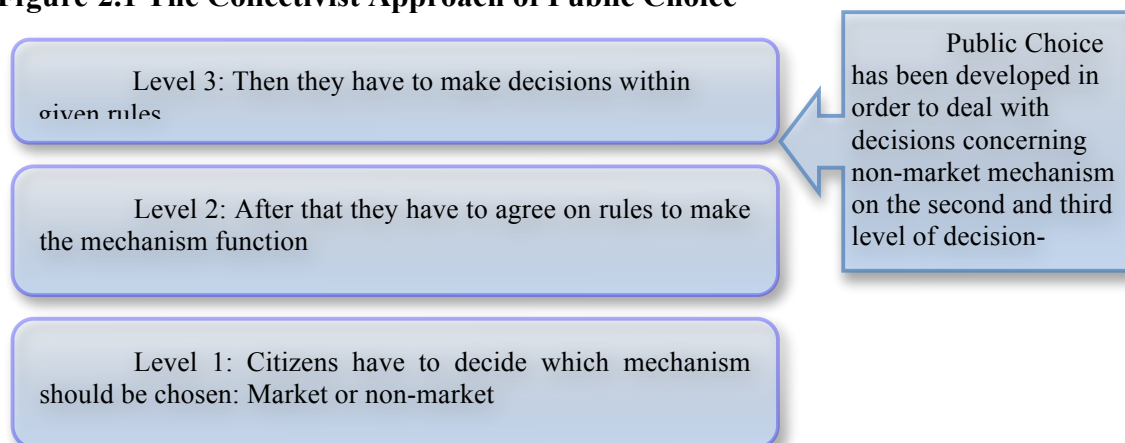 Figure 2.1 The Collectivist Approach of Public Choice
Level 3: Then they have to make decisions within
given rules
Level 2: After that they have to agree on rules to make
the mechanism function
Level 1: Citizens have to decide which mechanism
should be chosen: Market or non-market
Public Choice
has been developed in
order to deal with
decisions concerning
non-market mechanism
on the second and third
level of decision-